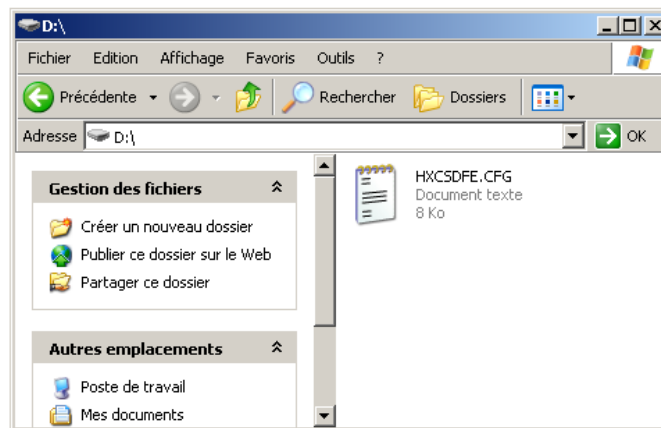 D:\
Fichier Edition Affichage Favoris Outils ?
Précédente Rechercher Dossiers
Adresse D:\ OK
Gestion des fichiers
Créer un nouveau dossier
Publier ce dossier sur le Web
Partager ce dossier
Autres emplacements
Poste de travail
Mes documents
HXCSDFE.CFG
Document texte
8 Ko